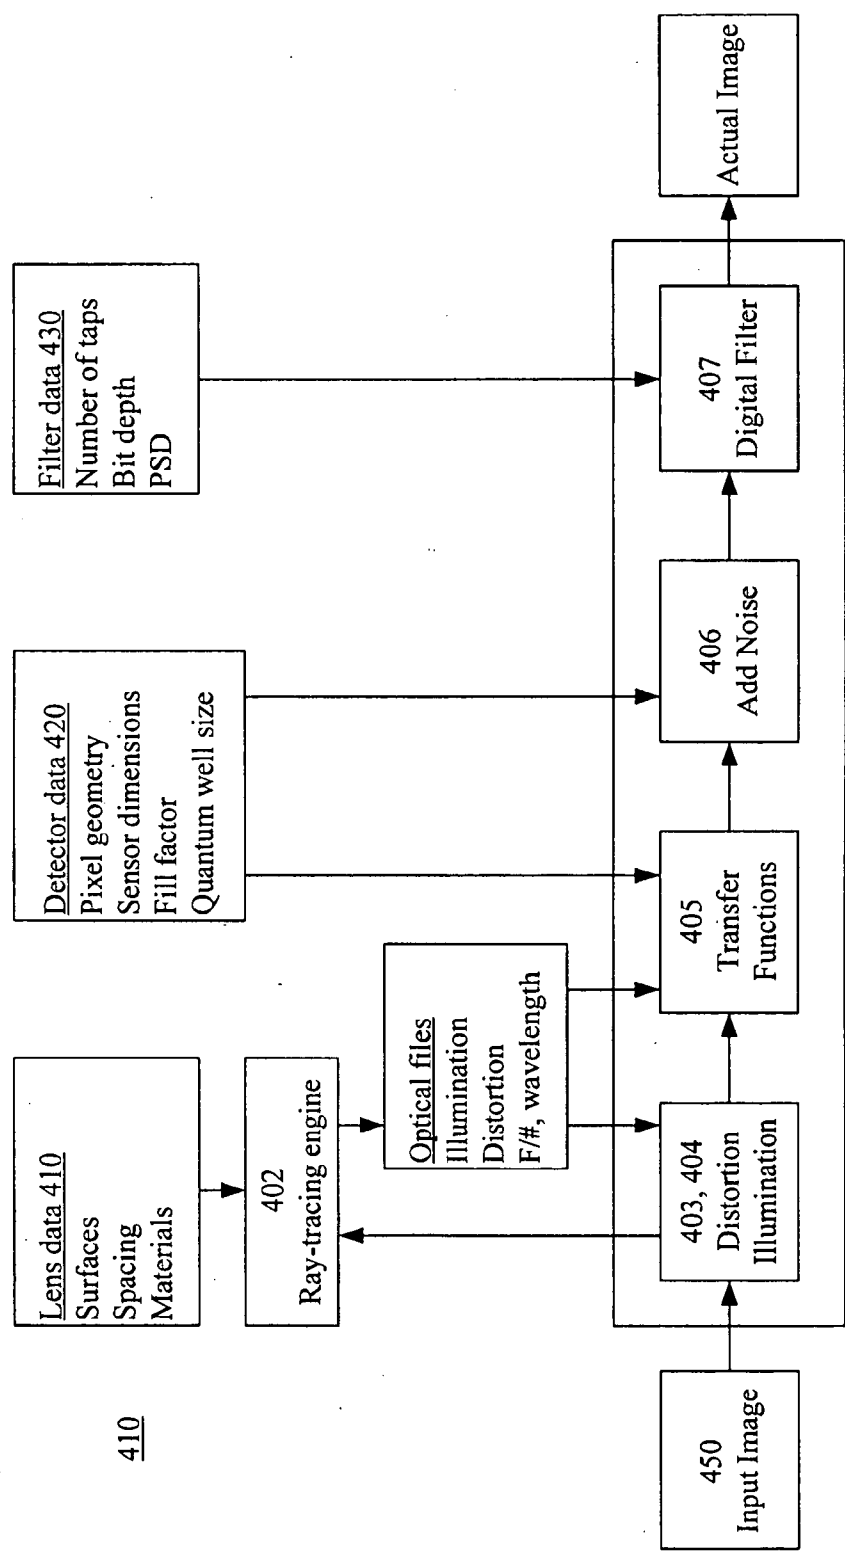 410
Lens data 410
Surfaces
Spacing
Materials
Detector data 420
Pixel geometry
Sensor dimensions
Fill factor
Quantum well size
Filter data 430
Number of taps
Bit depth
PSD
402
Ray-tracing engine
Optical files
Illumination
Distortion
F/#, wavelength
450
Input Image
403, 404
Distortion
Illumination
405
Transfer
Functions
406
Add Noise
407
Digital Filter
Actual Image